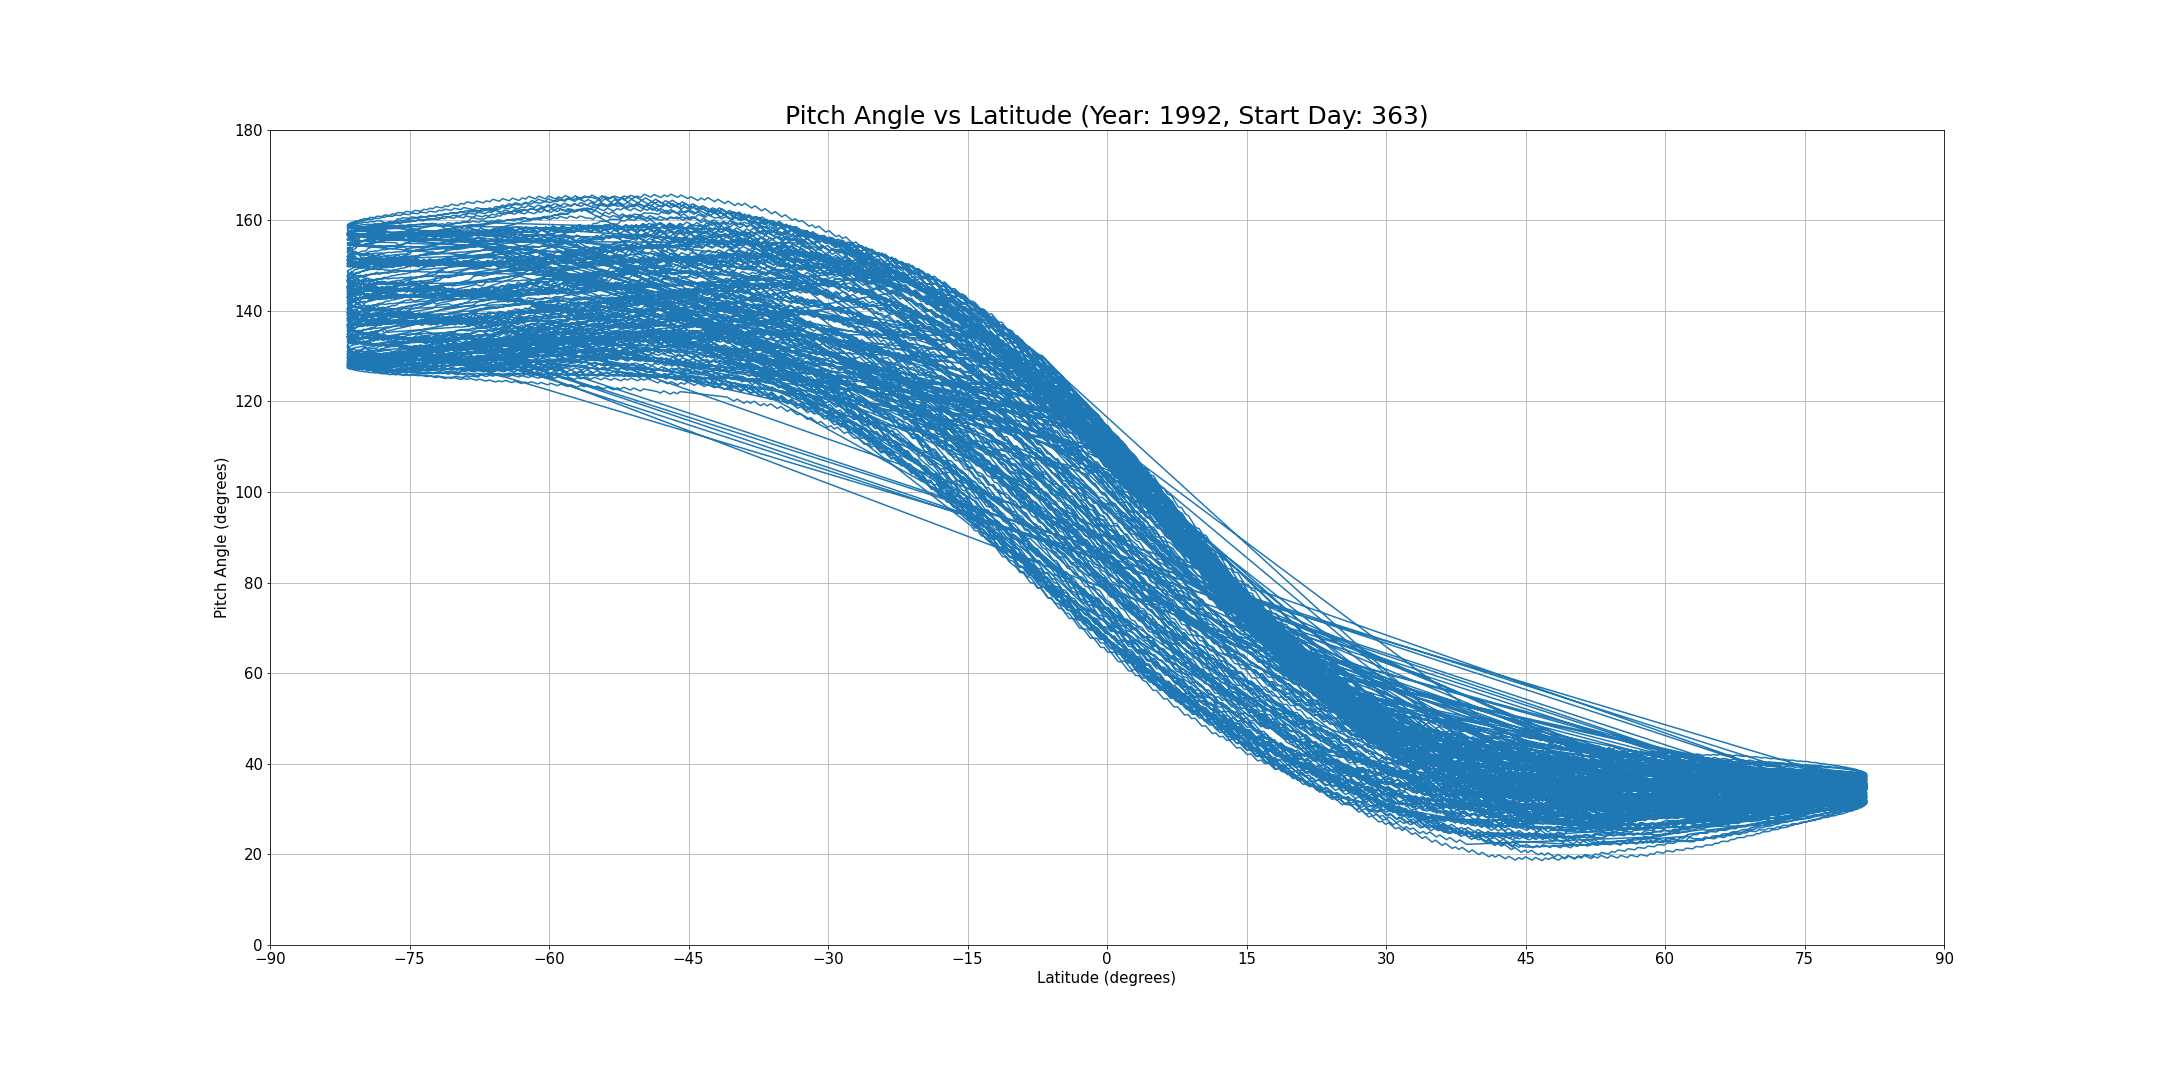 Pitch Angle vs Latitude (Year: 1992, Start Day: 363)
180
160
140
120
100
80
60
40
20
0
Pitch Angle (degrees)
−90 −75 −60 −45 −30 −15 0 15 30 45 60 75 90
Latitude (degrees)